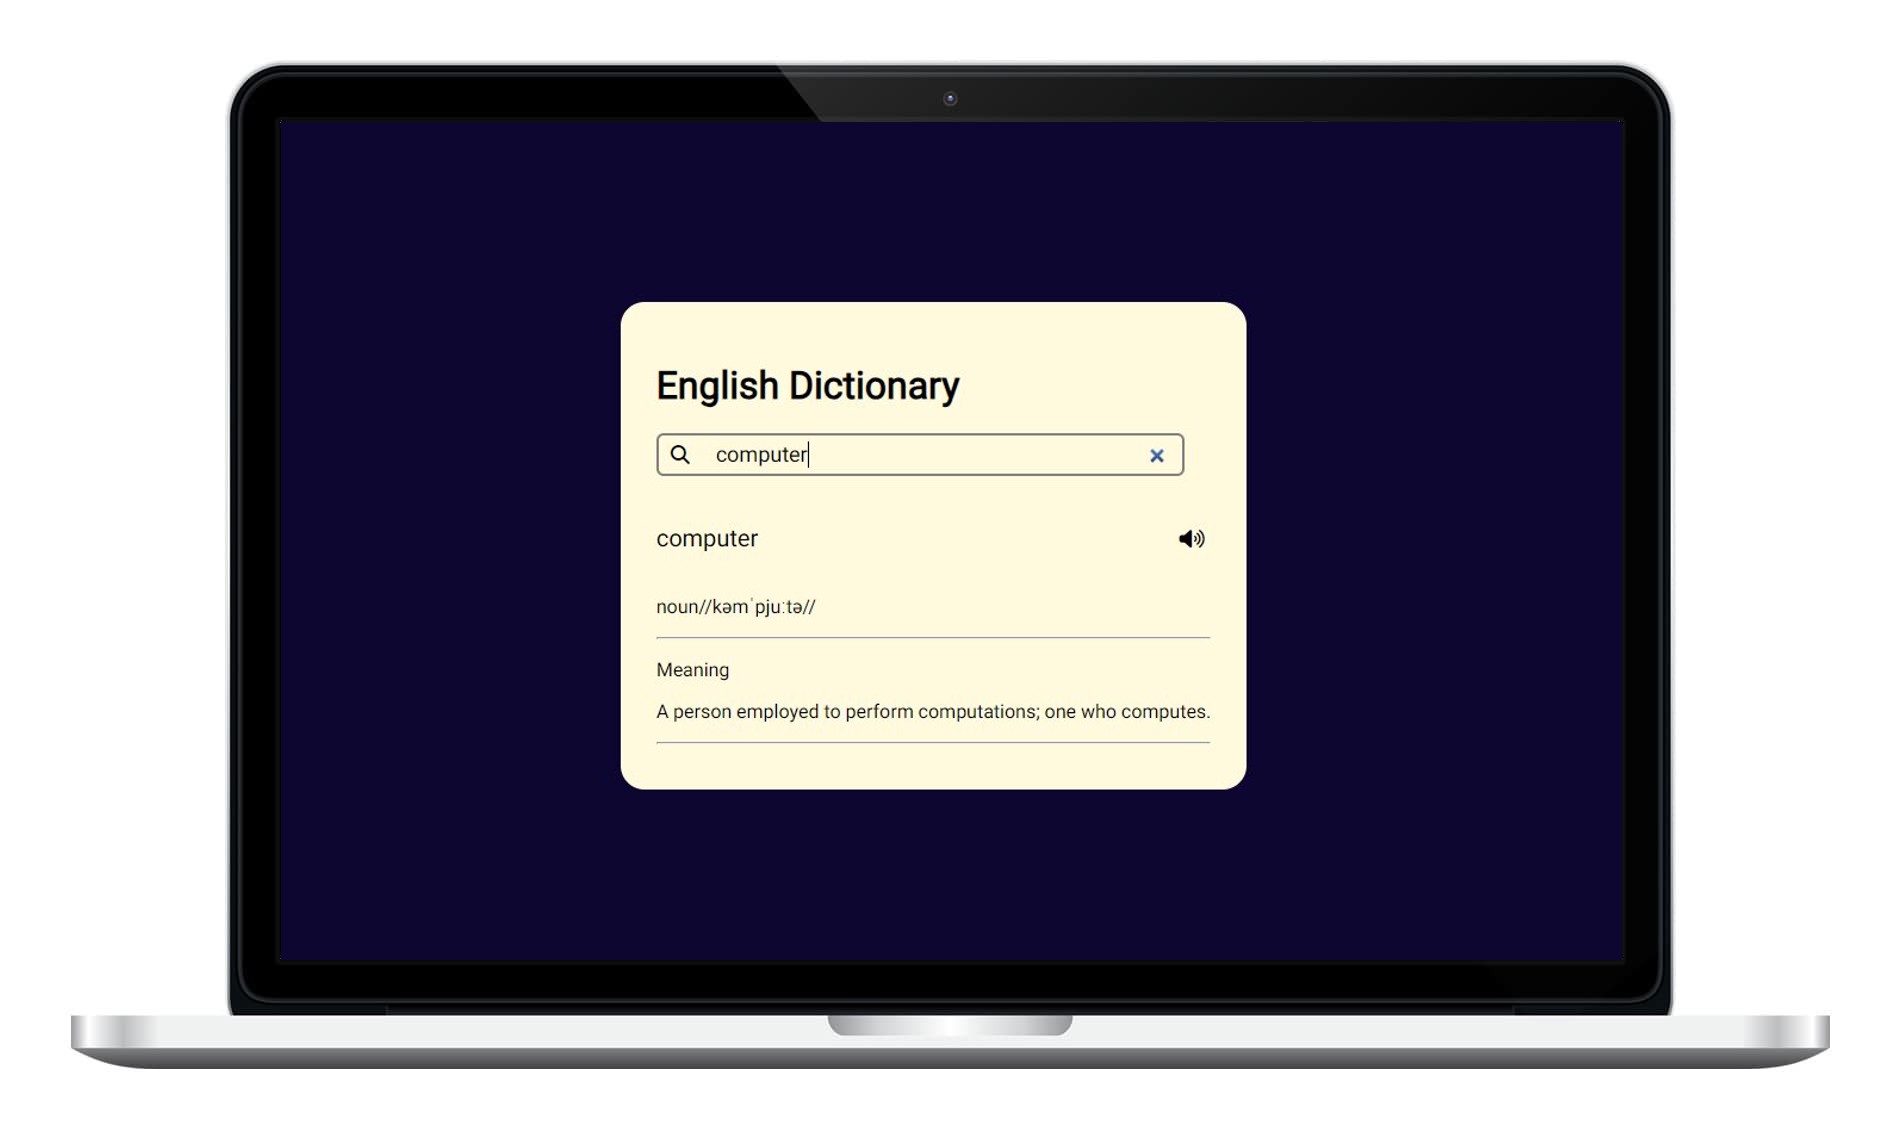 English Dictionary
computer
computer
noun//kəmˈpjuːtə//
Meaning
A person employed to perform computations; one who computes.